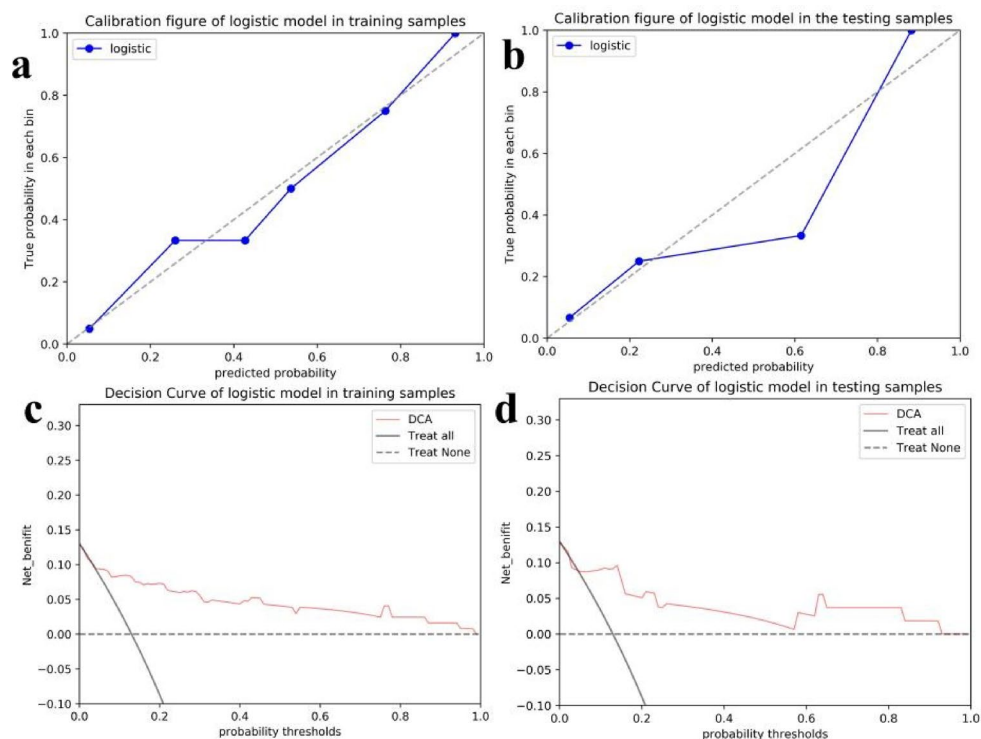 Calibration figure of logistic model in training samples
a
logistic
1.0
0.8
0.6
0.4
0.2
0.0
True probability in each bin
0.0 0.2 0.4 0.6 0.8 1.0
predicted probability
Calibration figure of logistic model in the testing samples
b
logistic
1.0
0.8
0.6
0.4
0.2
0.0
True probability in each bin
0.0 0.2 0.4 0.6 0.8 1.0
predicted probability
Decision Curve of logistic model in training samples
c
DCA
Treat all
Treat None
0.30
0.25
0.20
0.15
0.10
0.05
0.00
−0.05
−0.10
Net_benifit
0.0 0.2 0.4 0.6 0.8 1.0
probability thresholds
Decision Curve of logistic model in testing samples
d
DCA
Treat all
Treat None
0.30
0.25
0.20
0.15
0.10
0.05
0.00
−0.05
−0.10
Net_benifit
0.0 0.2 0.4 0.6 0.8 1.0
probability thresholds